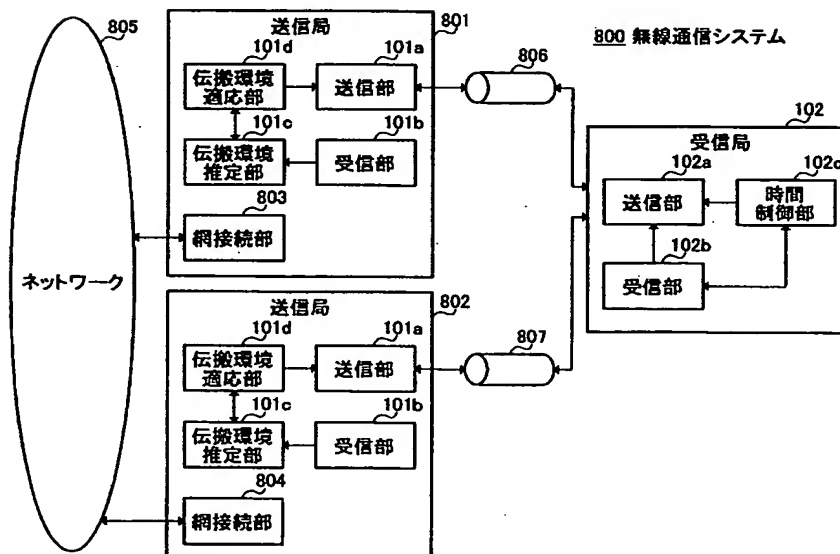 800 無線通信システム
805
ネットワーク
送信局
801
101d
伝搬環境
適応部
101a
送信部
101c
伝搬環境
推定部
101b
受信部
803
網接続部
806
送信局
802
101d
伝搬環境
適応部
101a
送信部
101c
伝搬環境
推定部
101b
受信部
804
網接続部
807
102
受信局
102a
送信部
102c
時間
制御部
102b
受信部